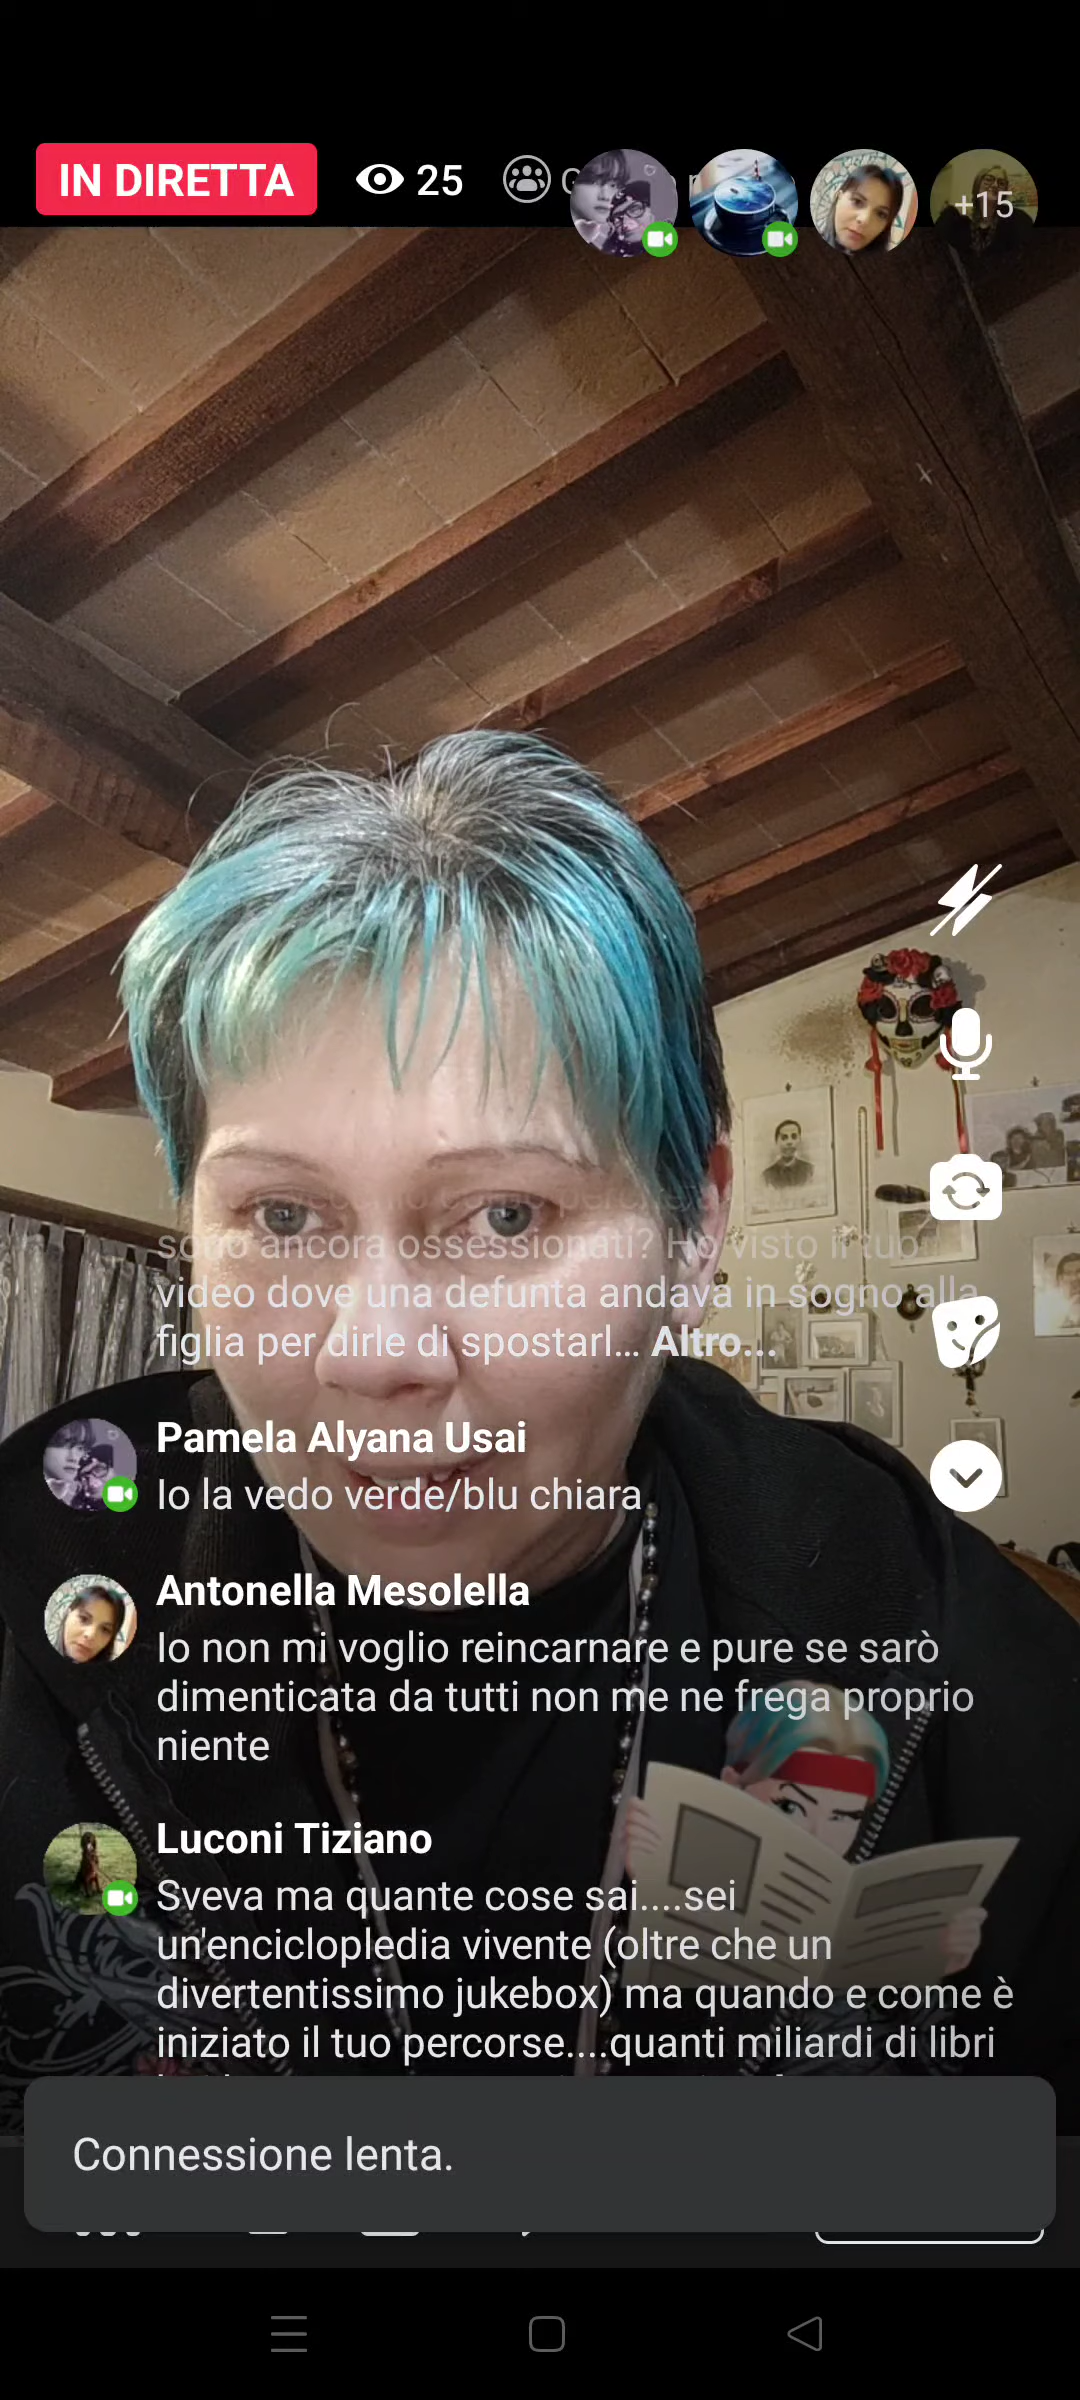 IN DIRETTA
25
+15
sono ancora ossessionati? Ho visto il tuo
video dove una defunta andava in sogno alla
figlia per dirle di spostarl... Altro...
Pamela Alyana Usai
Io la vedo verde/blu chiara
Antonella Mesolella
Io non mi voglio reincarnare e pure se sarò
dimenticata da tutti non me ne frega proprio
niente
Luconi Tiziano
Sveva ma quante cose sai....sei
un'enciclopledia vivente (oltre che un
divertentissimo jukebox) ma quando e come è
iniziato il tuo percorse....quanti miliardi di libri
Connessione lenta.